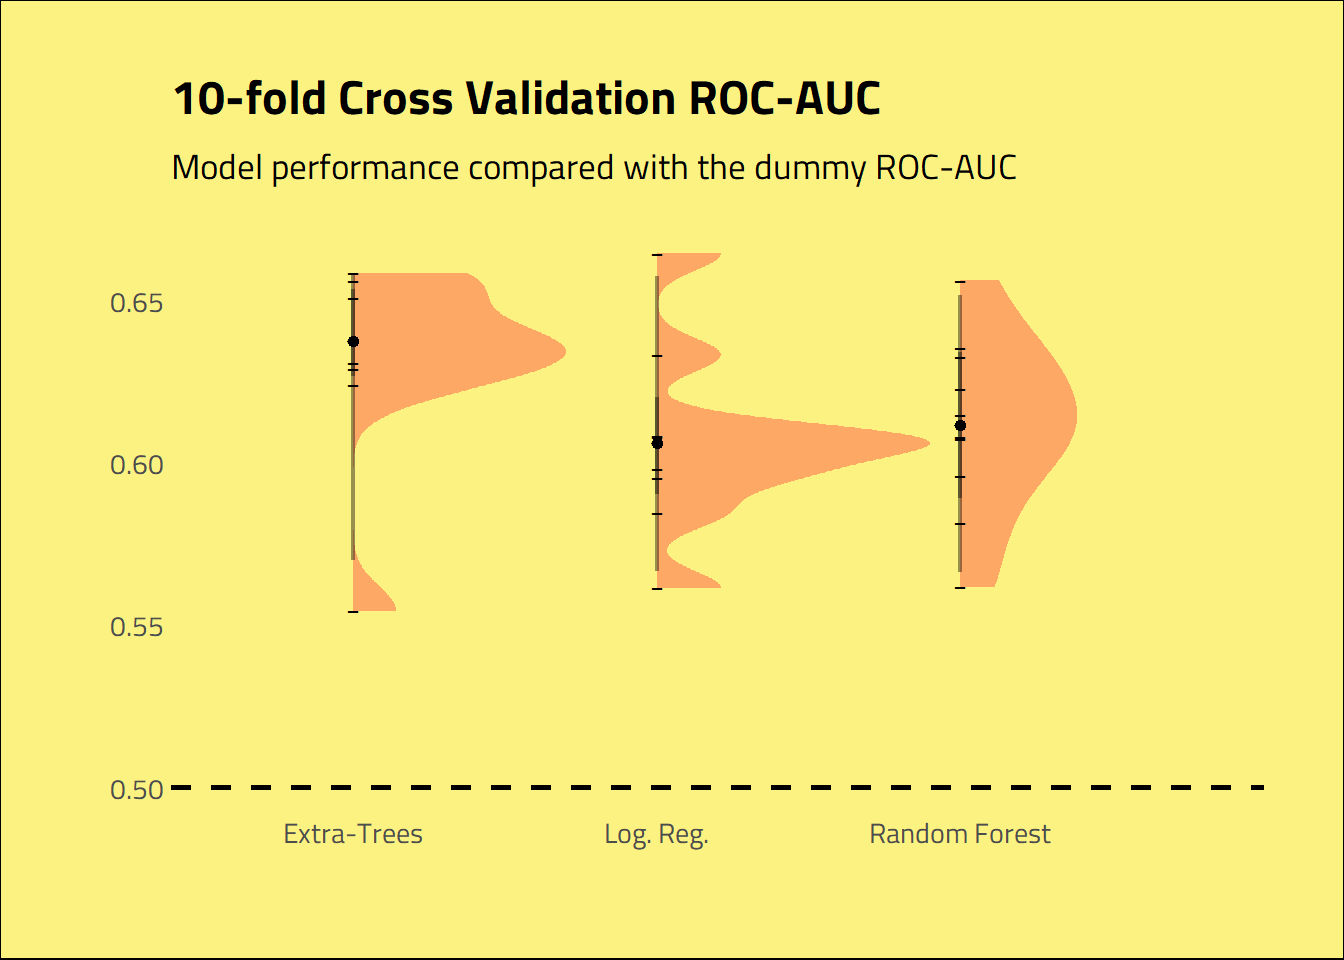 10-fold Cross Validation ROC-AUC
Model performance compared with the dummy ROC-AUC
0.65
0.60
0.55
0.50
Extra-Trees Log. Reg. Random Forest